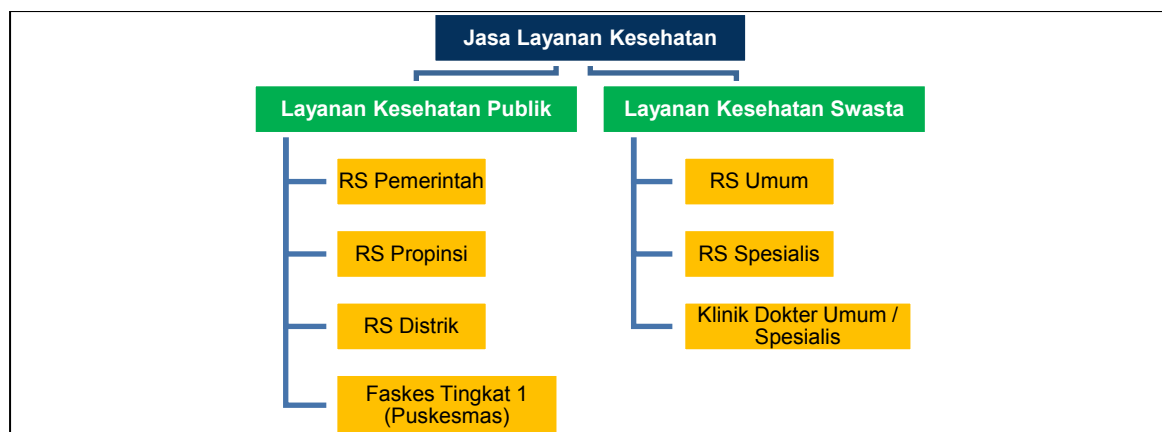 Jasa Layanan Kesehatan
Layanan Kesehatan Publik
RS Pemerintah
RS Propinsi
RS Distrik
Faskes Tingkat 1
(Puskesmas)
Layanan Kesehatan Swasta
RS Umum
RS Spesialis
Klinik Dokter Umum /
Spesialis